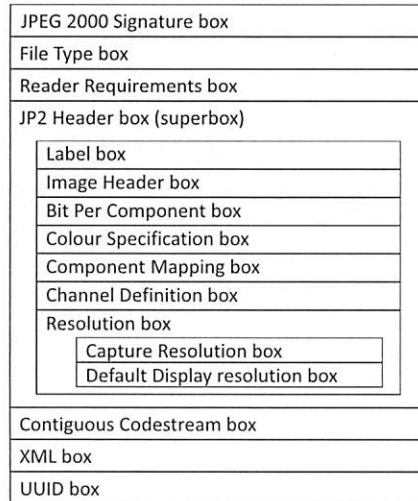 JPEG 2000 Signature box
File Type box
Reader Requirements box
JP2 Header box (superbox)
Label box
Image Header box
Bit Per Component box
Colour Specification box
Component Mapping box
Channel Definition box
Resolution box
Capture Resolution box
Default Display resolution box
Contiguous Codestream box
XML box
UUID box